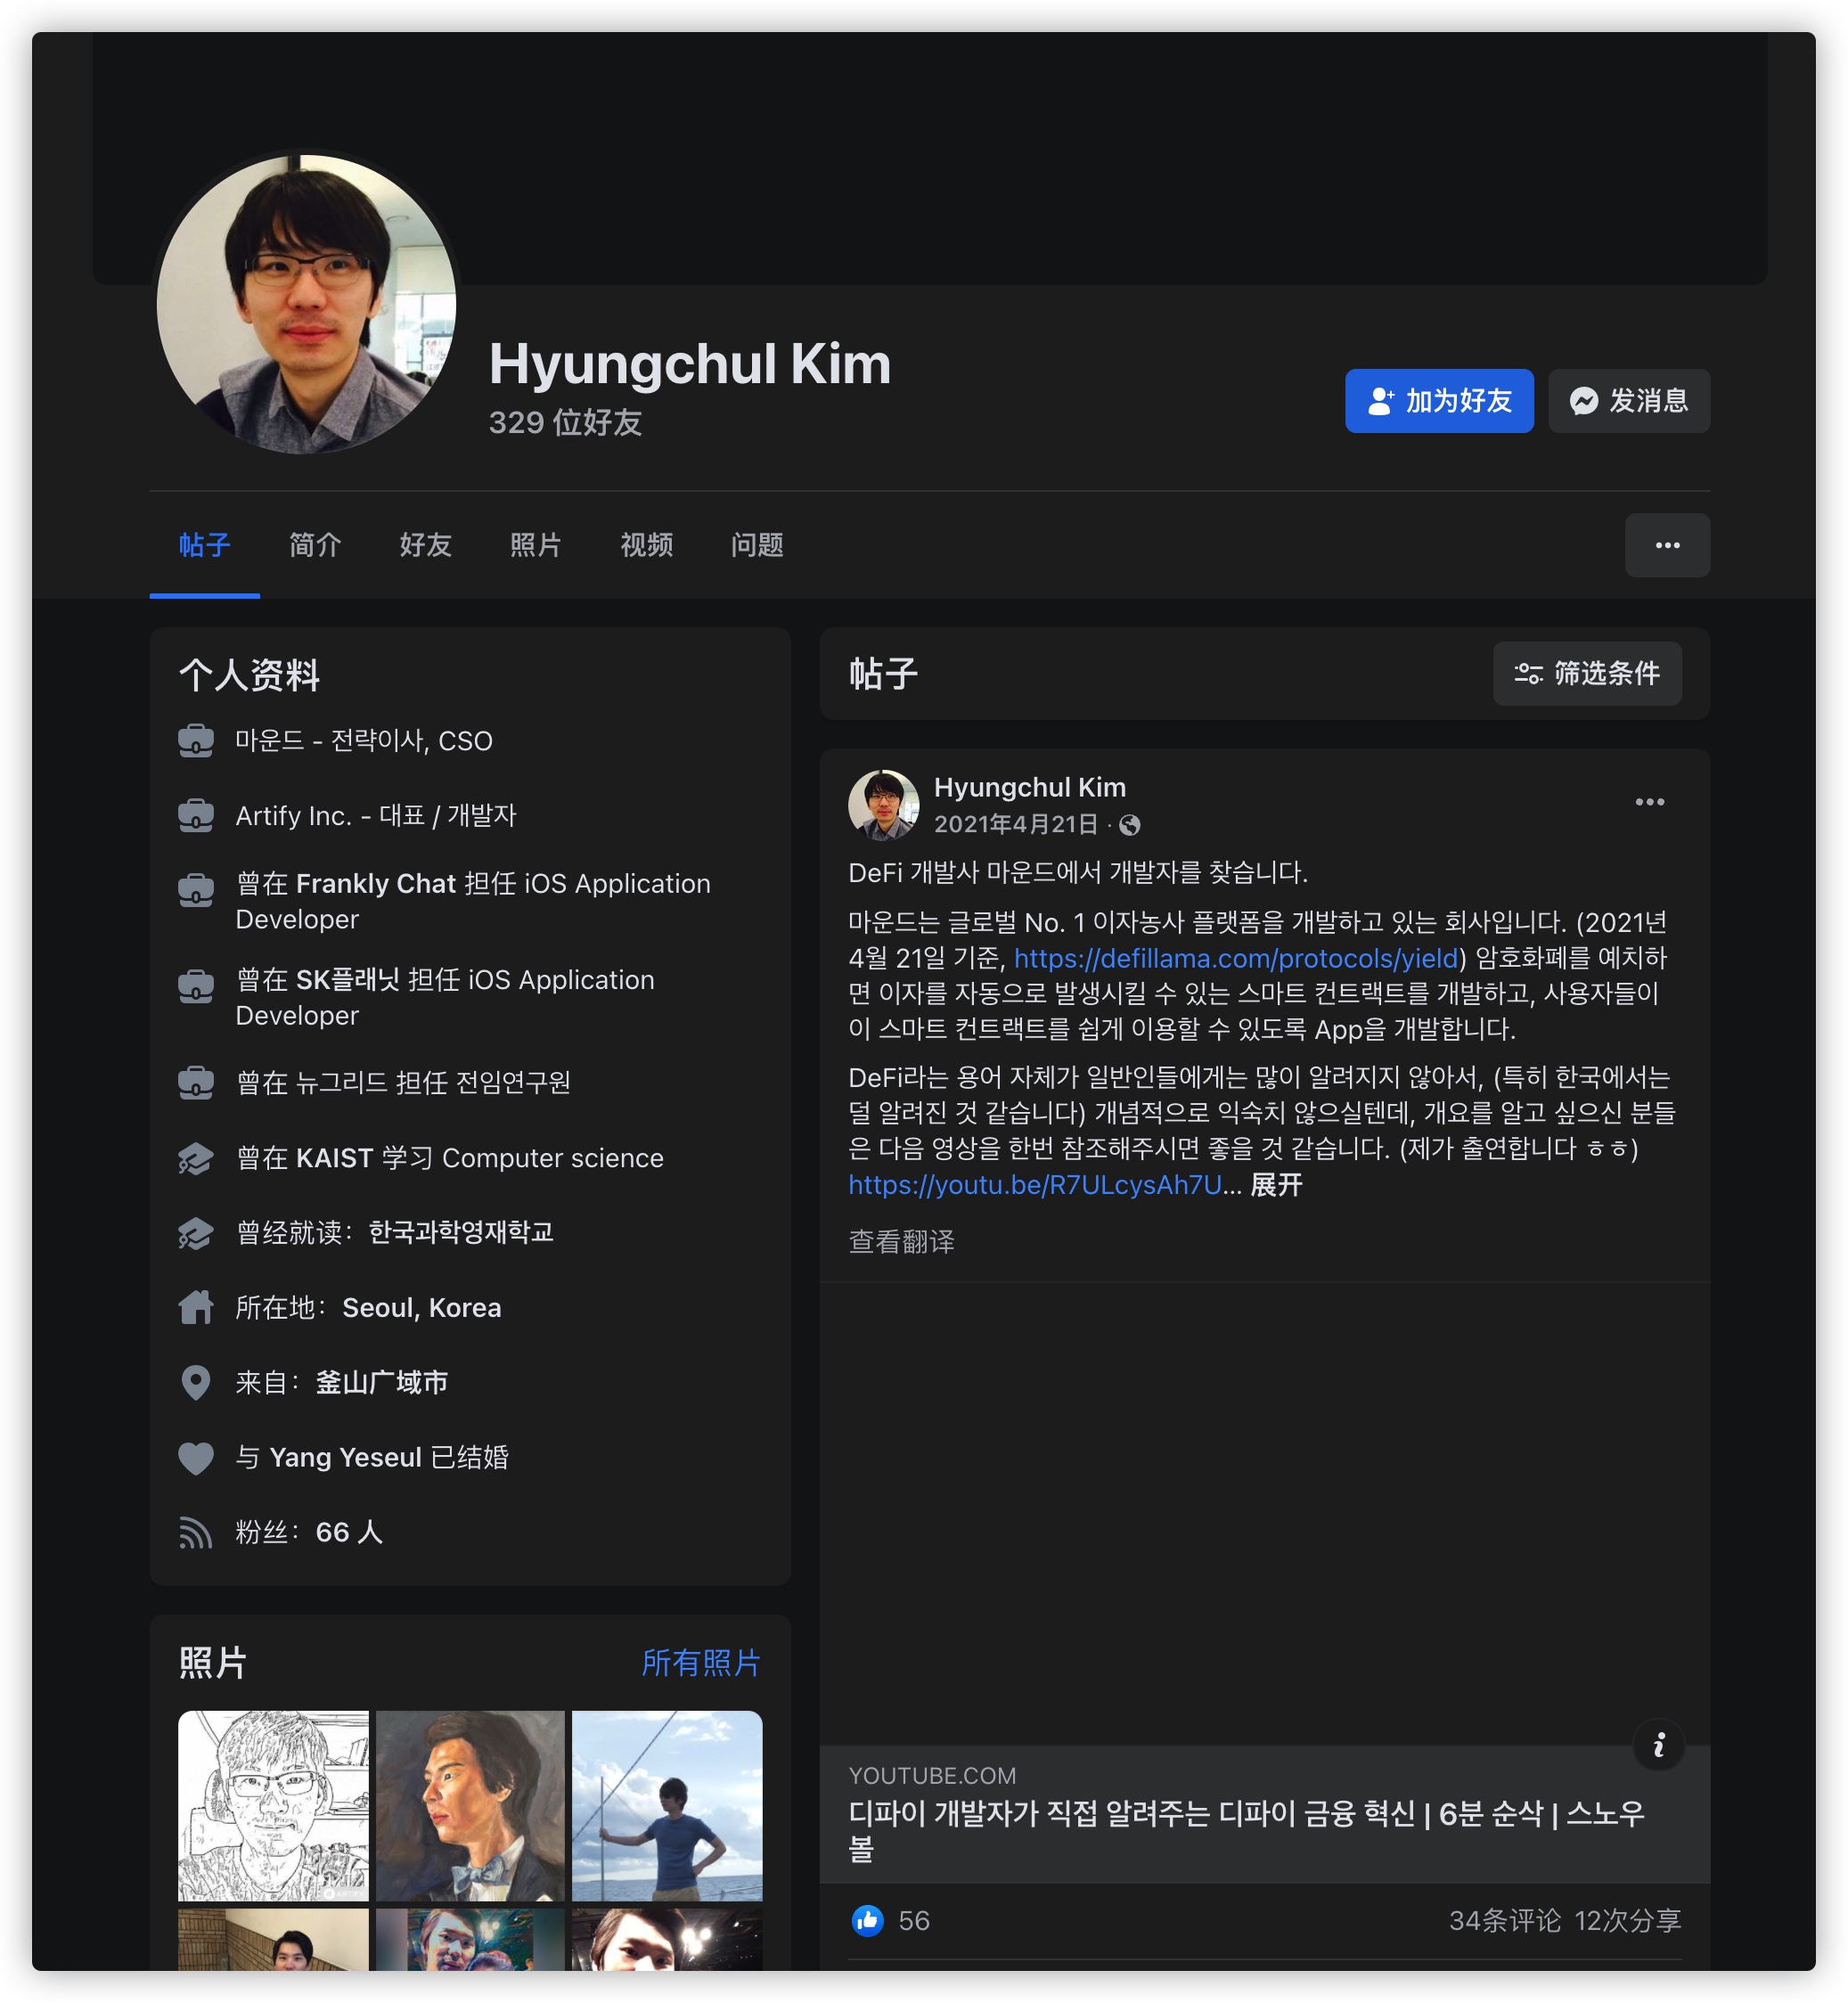 Hyungchul Kim
329 位好友
加为好友
发消息
帖子
简介
好友
照片
视频
问题
个人资料
마운드 - 전략이사, CSO
Artify Inc. - 대표 / 개발자
曾在 Frankly Chat 担任 iOS Application
Developer
曾在 SK플래닛 担任 iOS Application
Developer
曾在 뉴그리드 担任 전임연구원
曾在 KAIST 学习 Computer science
曾经就读：한국과학영재학교
所在地：Seoul, Korea
来自：釜山广域市
与 Yang Yeseul 已结婚
粉丝：66 人
照片
所有照片
帖子
筛选条件
Hyungchul Kim
2021年4月21日 ·
DeFi 개발사 마운드에서 개발자를 찾습니다.
마운드는 글로벌 No. 1 이자농사 플랫폼을 개발하고 있는 회사입니다. (2021년
4월 21일 기준, https://defillama.com/protocols/yield) 암호화폐를 예치하
면 이자를 자동으로 발생시킬 수 있는 스마트 컨트랙트를 개발하고, 사용자들이
이 스마트 컨트랙트를 쉽게 이용할 수 있도록 App을 개발합니다.
DeFi라는 용어 자체가 일반인들에게는 많이 알려지지 않아서, (특히 한국에서는
덜 알려진 것 같습니다) 개념적으로 익숙치 않으실텐데, 개요를 알고 싶으신 분들
은 다음 영상을 한번 참조해주시면 좋을 것 같습니다. (제가 출연합니다 ㅎㅎ)
https://youtu.be/R7ULcysAh7U... 展开
查看翻译
YOUTUBE.COM
디파이 개발자가 직접 알려주는 디파이 금융 혁신 | 6분 순삭 | 스노우
볼
56
34条评论 12次分享